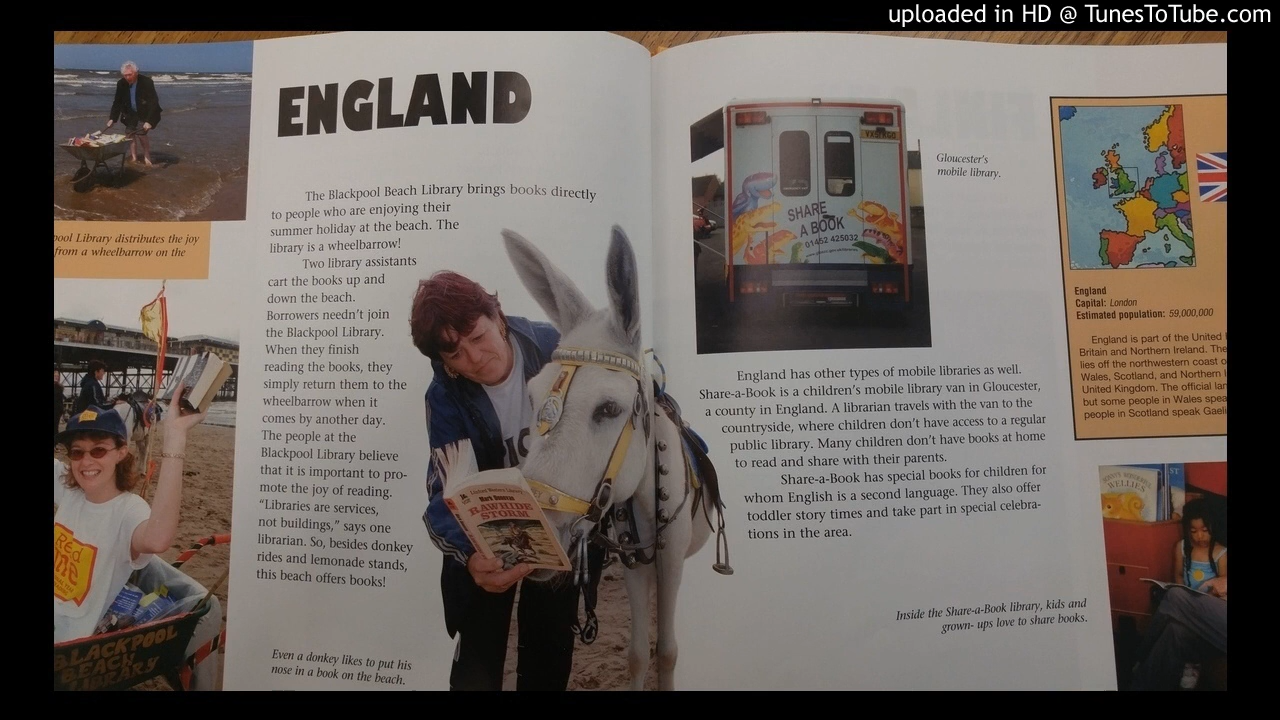 uploaded in HD @ TunesToTube.com
ENGLAND
The Blackpool Beach Library brings books directly
to people who are enjoying their
summer holiday at the beach. The
library is a wheelbarrow!
Two library assistants
cart the books up and
down the beach.
Borrowers needn't join
the Blackpool Library.
When they finish
reading the books, they
simply return them to the
wheelbarrow when it
comes by another day.
The people at the
Blackpool Library believe
that it is important to pro-
mote the joy of reading.
"Libraries are services,
not buildings," says one
librarian. So, besides donkey
rides and lemonade stands,
this beach offers books!
pool Library distributes the joy
from a wheelbarrow on the
Red
BLACKPOOL
BEACH
LIBRARY
Even a donkey likes to put his
nose in a book on the beach.
RAWHIDE
STORM
SHARE
A BOOK
01452 425032
Gloucester's
mobile library.
England has other types of mobile libraries as well.
Share-a-Book is a children's mobile library van in Gloucester,
a county in England. A librarian travels with the van to the
countryside, where children don't have access to a regular
public library. Many children don't have books at home
to read and share with their parents.
Share-a-Book has special books for children for
whom English is a second language. They also offer
toddler story times and take part in special celebra-
tions in the area.
Inside the Share-a-Book library, kids and
grown- ups love to share books.
England
Capital: London
Estimated population: 59,000,000
England is part of the United
Britain and Northern Ireland. The
lies off the northwestern coast o
Wales, Scotland, and Northern I
United Kingdom. The official lan
but some people in Wales spea
people in Scotland speak Gaeli
WELLIES